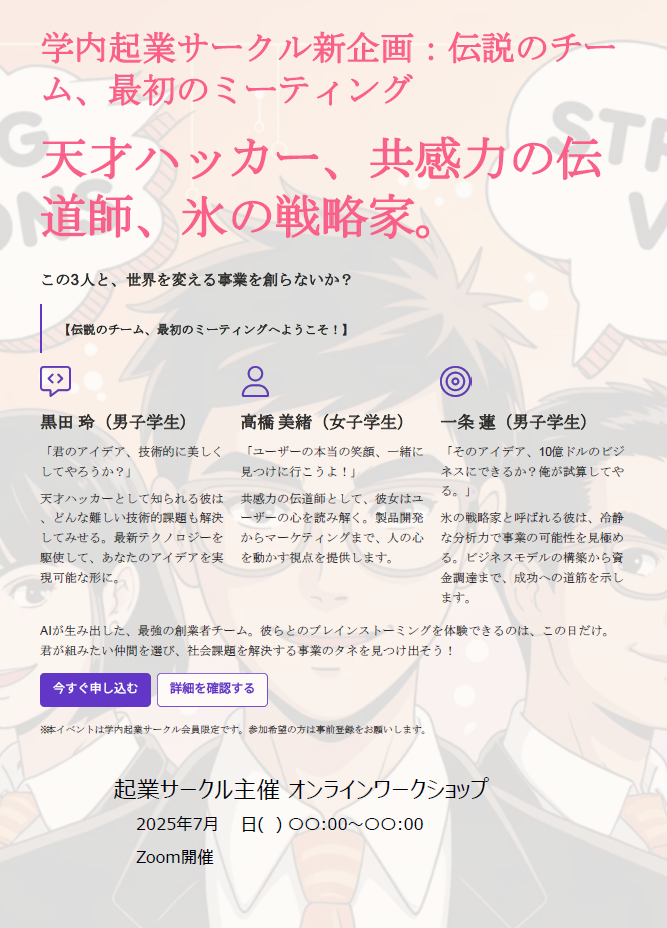 学内起業サークル新企画：伝説のチー
ム、最初のミーティング
天才ハッカー、共感力の伝
道師、氷の戦略家。
この3人と、世界を変える事業を創らないか？
【伝説のチーム、最初のミーティングへようこそ！】
黒田 玲（男子学生）
「君のアイデア、技術的に美しく
してやろうか？」
天才ハッカーとして知られる彼は
、どんな難しい技術的課題も解決
してみせる。最新テクノロジーを
駆使して、あなたのアイデアを実
現可能な形に。
高橋 美緒（女子学生）
「ユーザーの本当の笑顔、一緒に
見つけに行こうよ！」
共感力の伝道師として、彼女はユ
ーザーの心を読み解く。製品開発
からマーケティングまで、人の心
を動かす視点を提供します。
一条 蓮（男子学生）
「そのアイデア、10億ドルのビジ
ネスにできるか？俺が試算してや
る。」
氷の戦略家と呼ばれる彼は、冷静
な分析力で事業の可能性を見極め
る。ビジネスモデルの構築から資
金調達まで、成功への道筋を示し
ます。
AIが生み出した、最強の創業者チーム。彼らとのブレインストーミングを体験できるのは、この日だけ。
君が組みたい仲間を選び、社会課題を解決する事業のタネを見つけ出そう！
今すぐ申し込む
詳細を確認する
※本イベントは学内起業サークル会員限定です。参加希望の方は事前登録をお願いします。
起業サークル主催 オンラインワークショップ
2025年7月　日(　) 〇〇:00～〇〇:00
Zoom開催